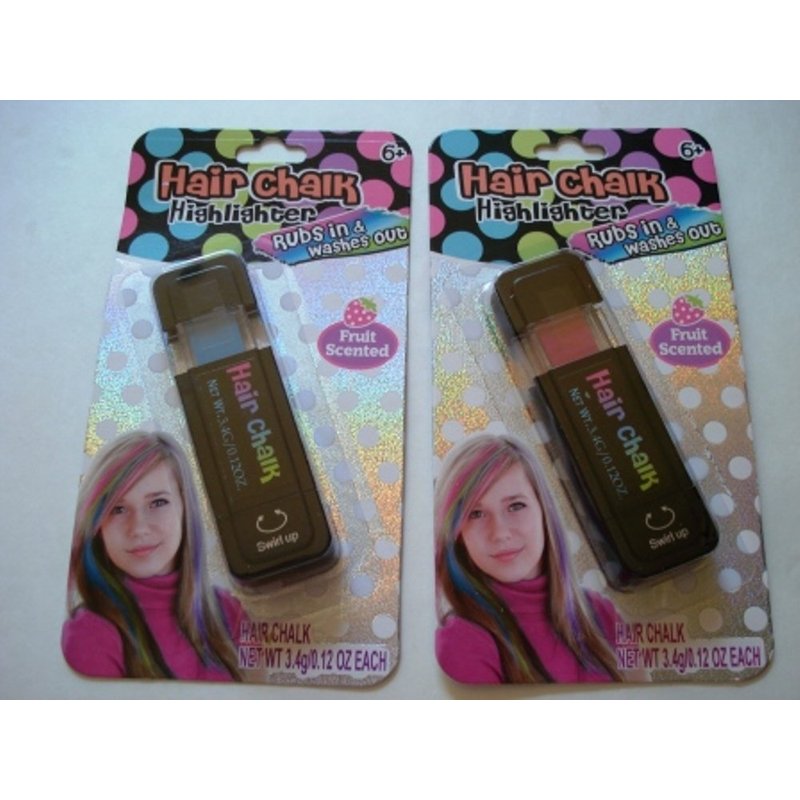 6+
Hair Chalk
Highlighter
Rubs in &
washes out
Fruit
Scented
Hair Chalk
NET WT. 3.4G/0.12OZ.
Swirl up
HAIR CHALK
NET WT 3.4g/0.12 OZ EACH
6+
Hair Chalk
Highlighter
Rubs in &
washes out
Fruit
Scented
Hair Chalk
NET WT. 3.4G/0.12OZ.
Swirl up
HAIR CHALK
NET WT 3.4g/0.12 OZ EACH